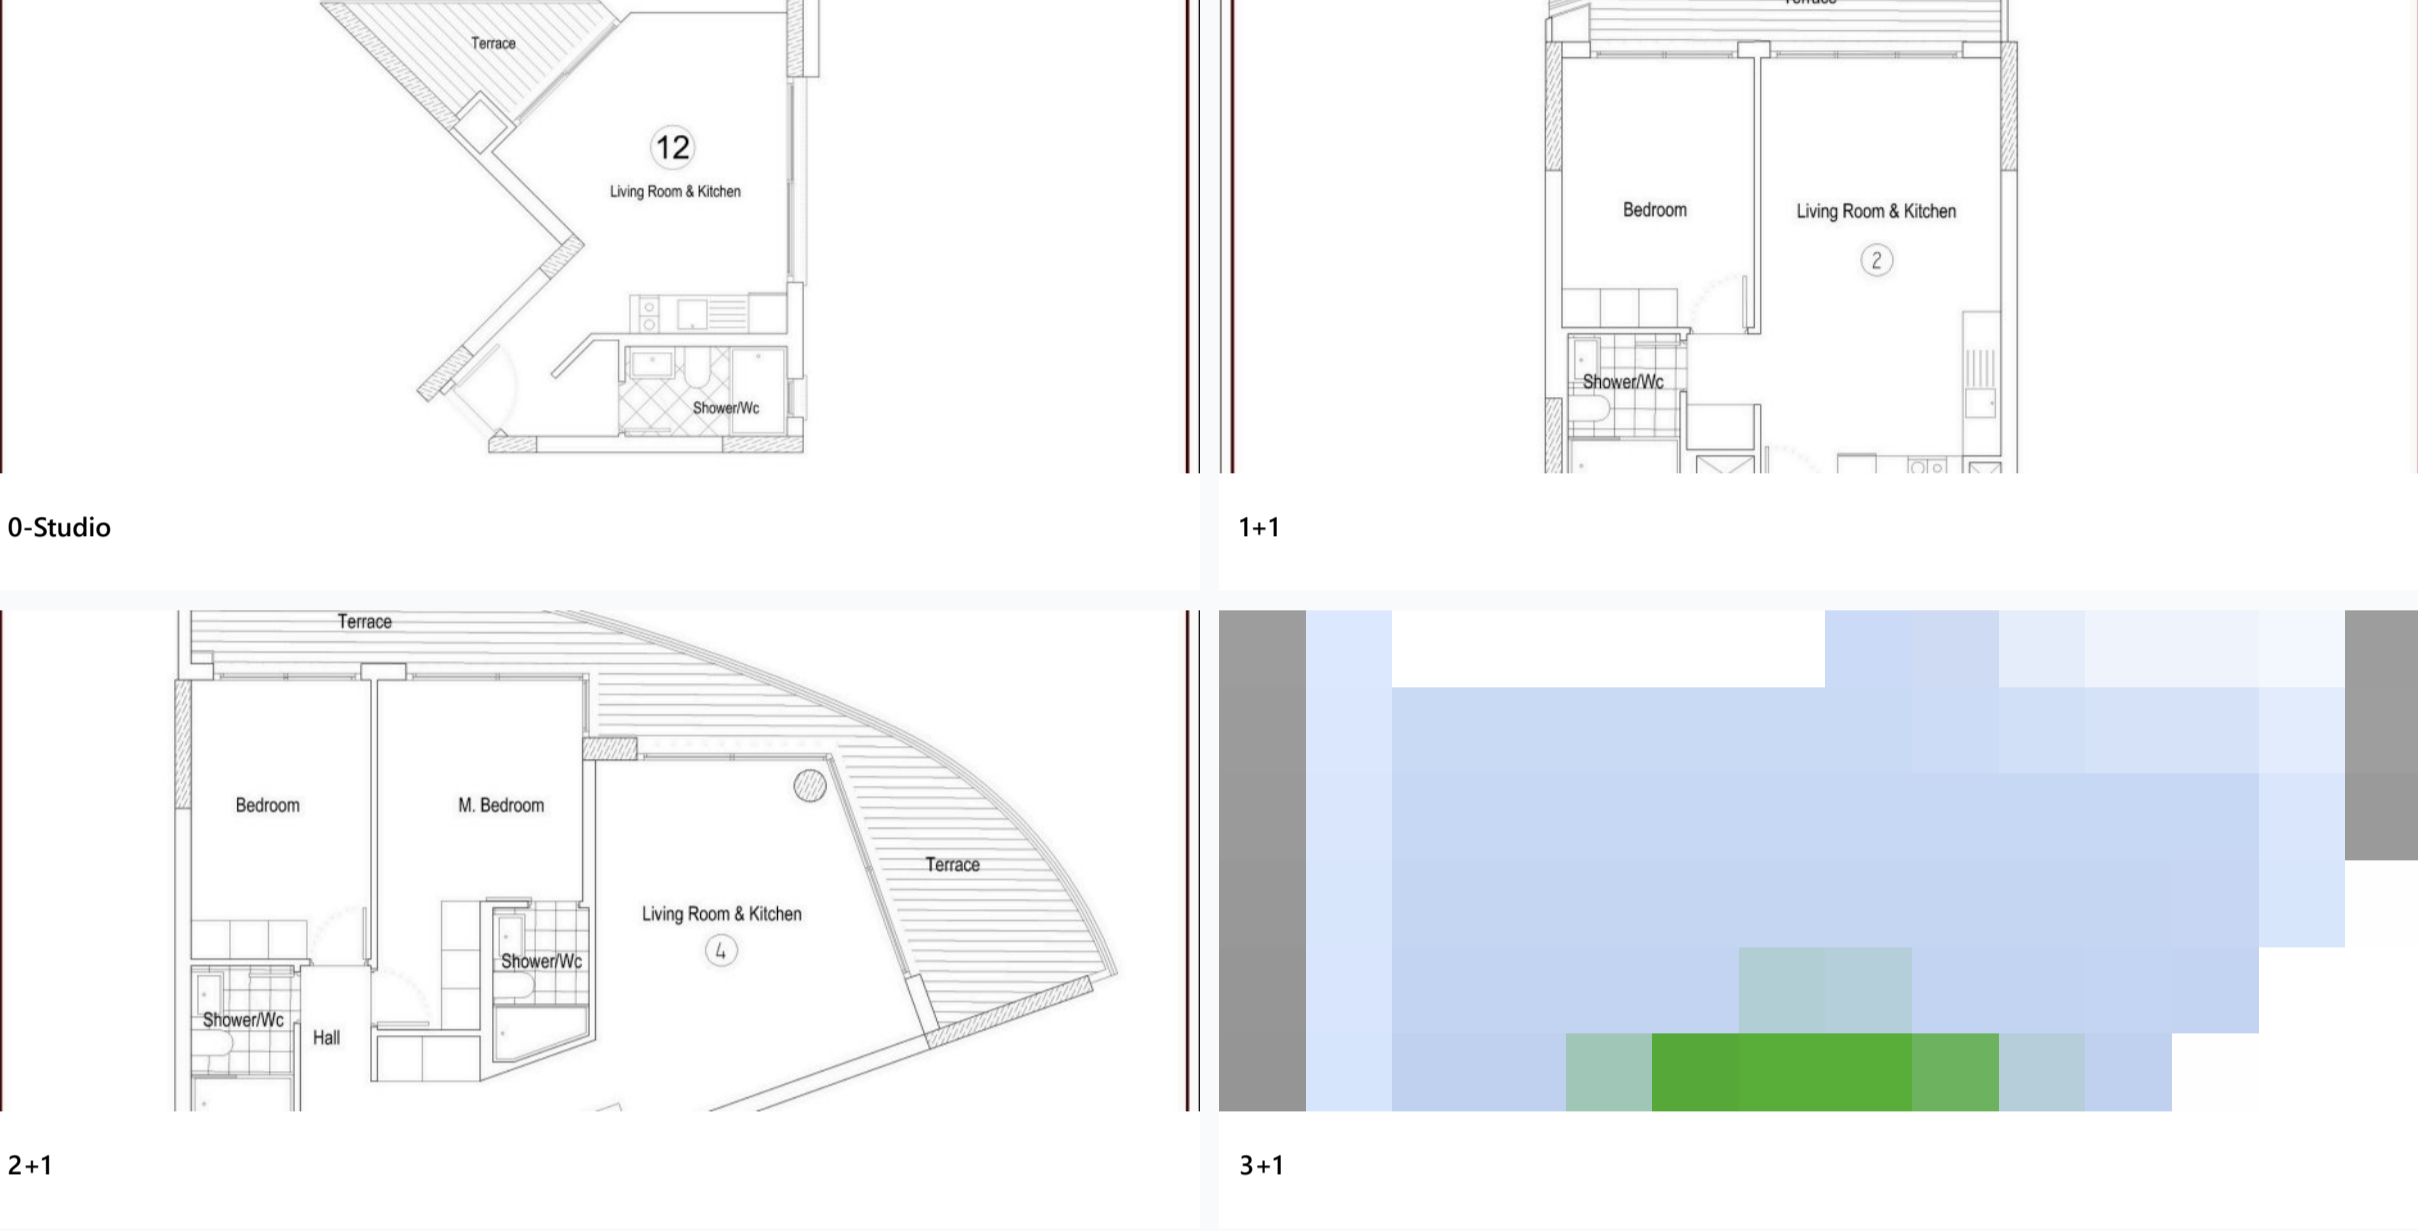 Terrace
12
Living Room & Kitchen
Shower/Wc
0-Studio
Terrace
Bedroom
Living Room & Kitchen
2
Shower/Wc
1+1
Terrace
Bedroom
M. Bedroom
Terrace
Living Room & Kitchen
4
Shower/Wc
Shower/Wc
Hall
2+1
3+1